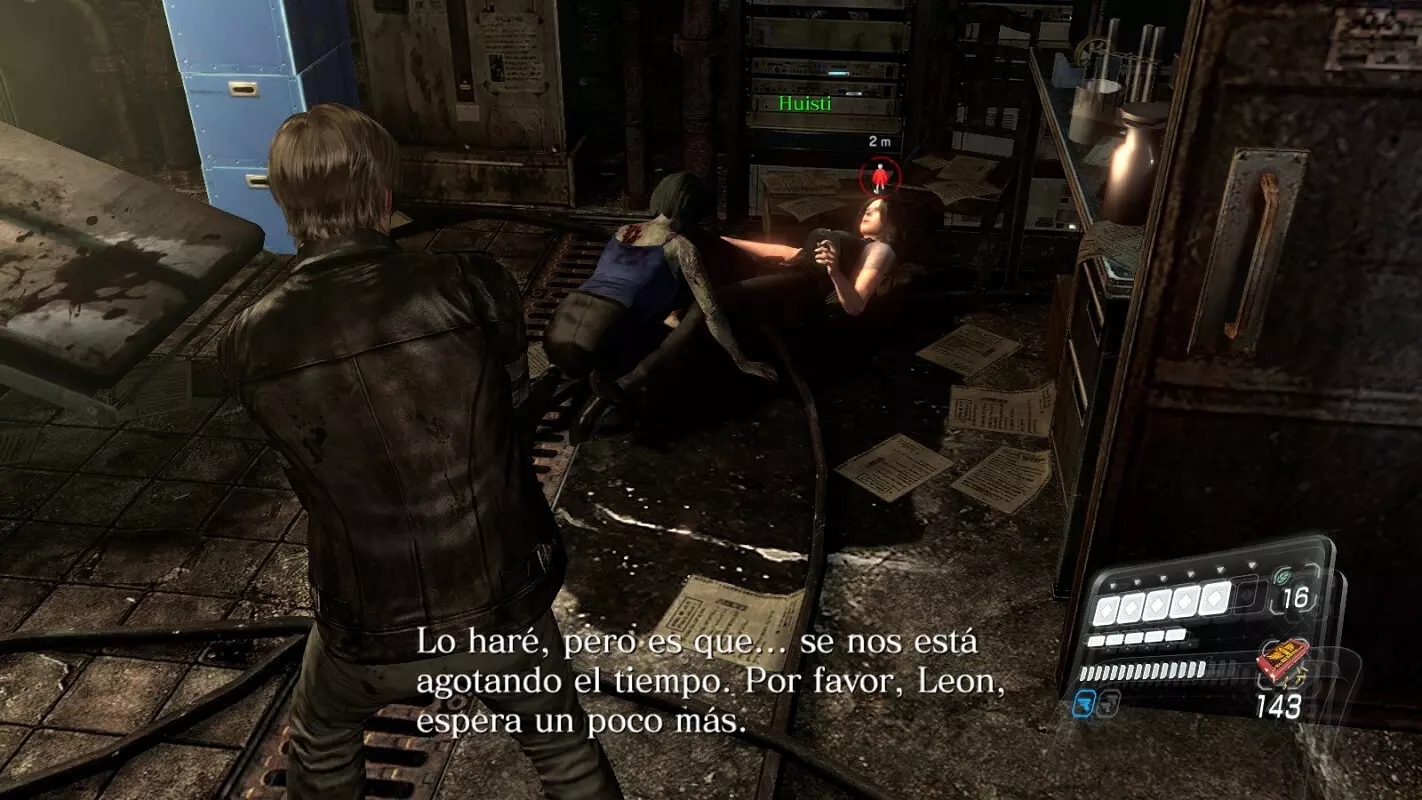 Huisti
2 m
16
143
Lo haré, pero es que... se nos está
agotando el tiempo. Por favor, Leon,
espera un poco más.